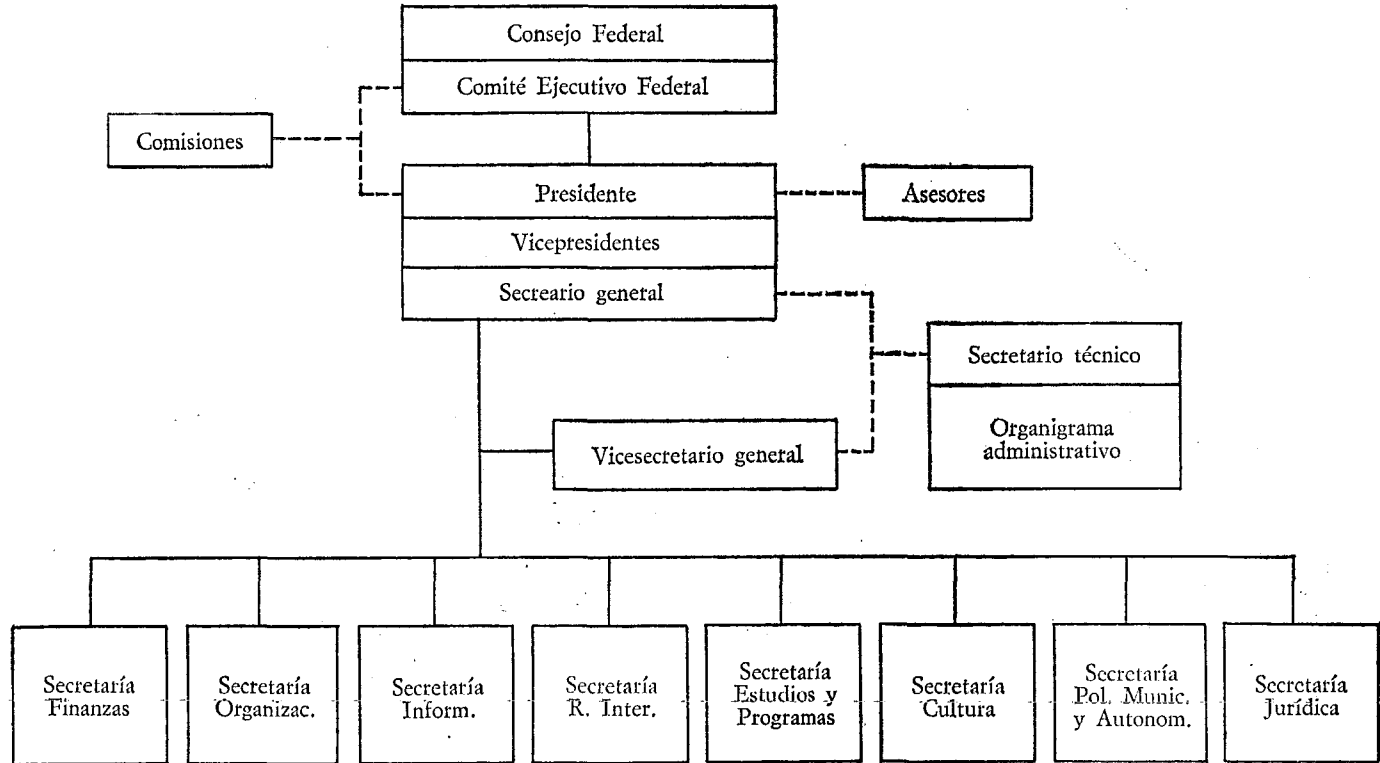 Consejo Federal
Comité Ejecutivo Federal
Comisiones
Presidente
Asesores
Vicepresidentes
Secreario general
Secretario técnico
Organigrama
administrativo
Vicesecretario general
Secretaría
Finanzas
Secretaría
Organizac.
Secretaría
Inform.
Secretaría
R. Inter.
Secretaría
Estudios y
Programas
Secretaría
Cultura
Secretaría
Pol. Munic.
y Autonom.
Secretaría
Jurídica